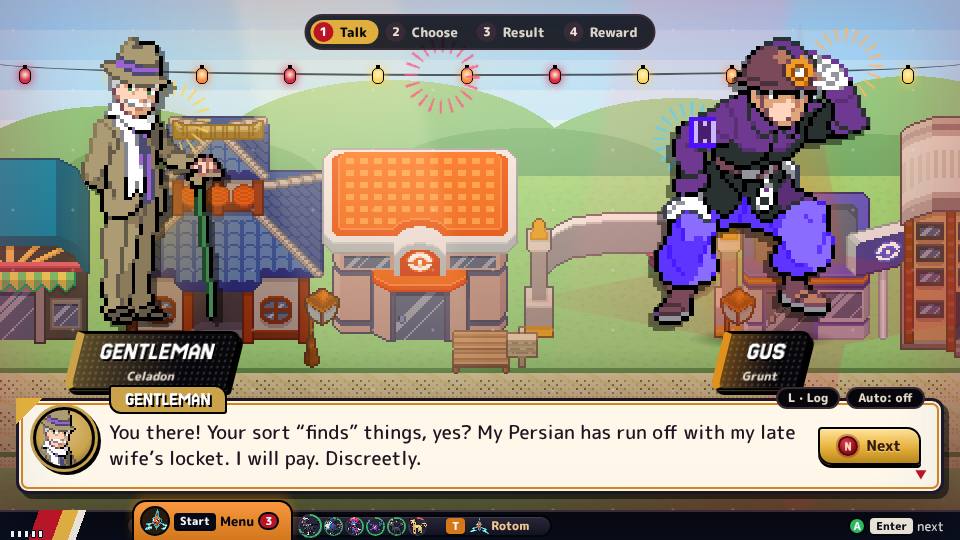 1 Talk 2 Choose 3 Result 4 Reward
GENTLEMAN
Celadon
GUS
Grunt
GENTLEMAN
L · Log
Auto: off
You there! Your sort “finds” things, yes? My Persian has run off with my late
wife’s locket. I will pay. Discreetly.
N Next
Start Menu 3
T Rotom
A Enter next